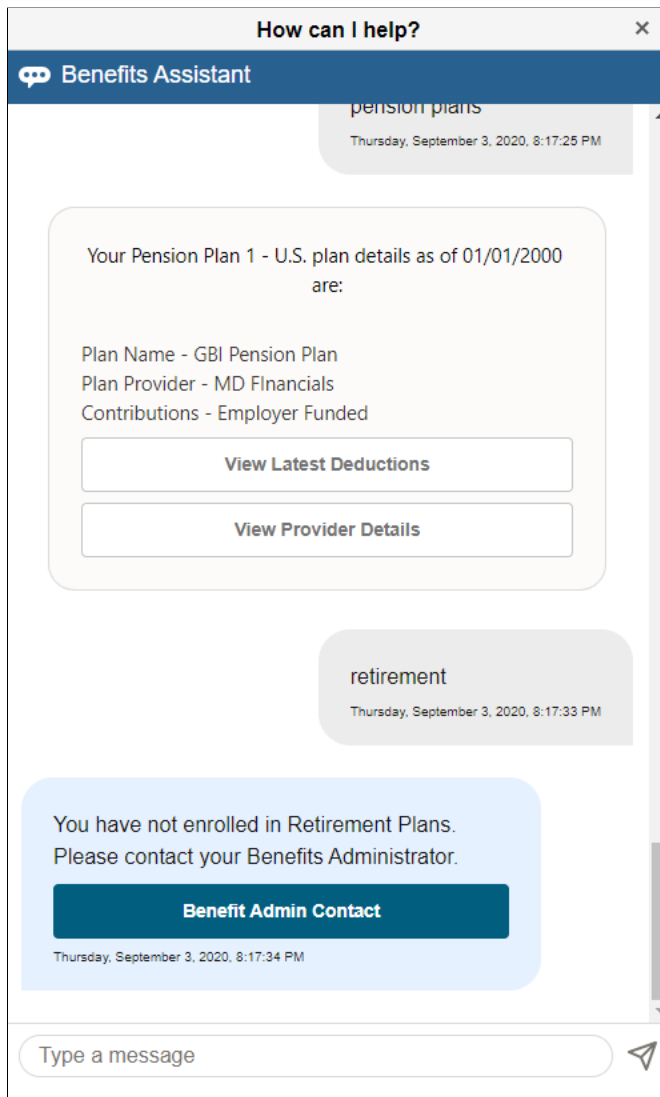 How can I help?
Benefits Assistant
pension plans
Thursday, September 3, 2020, 8:17:25 PM
Your Pension Plan 1 - U.S. plan details as of 01/01/2000
are:
Plan Name - GBI Pension Plan
Plan Provider - MD FInancials
Contributions - Employer Funded
View Latest Deductions
View Provider Details
retirement
Thursday, September 3, 2020, 8:17:33 PM
You have not enrolled in Retirement Plans.
Please contact your Benefits Administrator.
Benefit Admin Contact
Thursday, September 3, 2020, 8:17:34 PM
Type a message